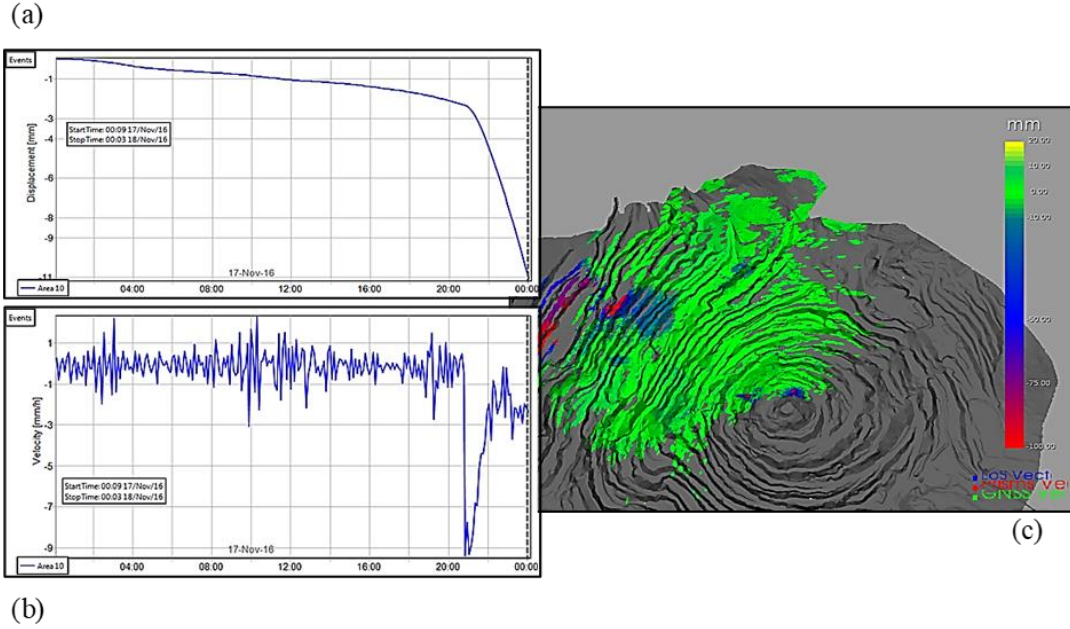 (a)
Events
-1
-3
-4
-6
-8
-9
-11
Displacement [mm]
StartTime: 00:09 17/Nov/16
StopTime: 00:03 18/Nov/16
17-Nov-16
Area 10
04:00
08:00
12:00
16:00
20:00
00:00
Events
1
-1
-3
-5
-7
-9
Velocity [mm/h]
StartTime: 00:09 17/Nov/16
StopTime: 00:03 18/Nov/16
17-Nov-16
Area 10
04:00
08:00
12:00
16:00
20:00
00:00
(b)
mm
20.00
10.00
0.00
-10.00
-50.00
-75.00
-100.00
LoS Vect
GNSS
(c)